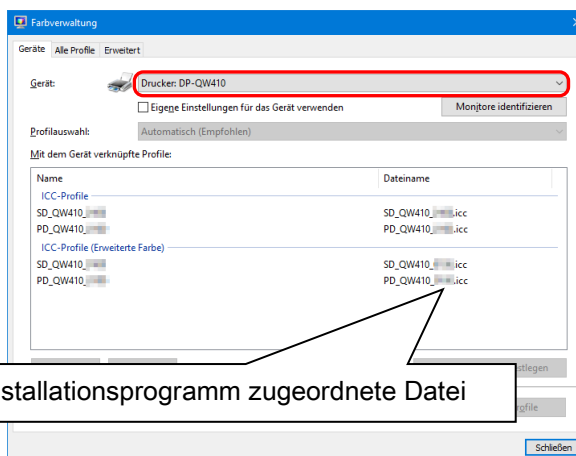 Farbverwaltung
Geräte Alle Profile Erweitert
Gerät: Drucker: DP-QW410
Eigene Einstellungen für das Gerät verwenden Monitore identifizieren
Profilauswahl: Automatisch (Empfohlen)
Mit dem Gerät verknüpfte Profile:
Name Dateiname
ICC-Profile
SD_QW410_ SD_QW410_ .icc
PD_QW410_ PD_QW410_ .icc
ICC-Profile (Erweiterte Farbe)
SD_QW410_ SD_QW410_ icc
PD_QW410_ PD_QW410_ .icc
stlegen
stallationsprogramm zugeordnete Datei
rofile
Schließen